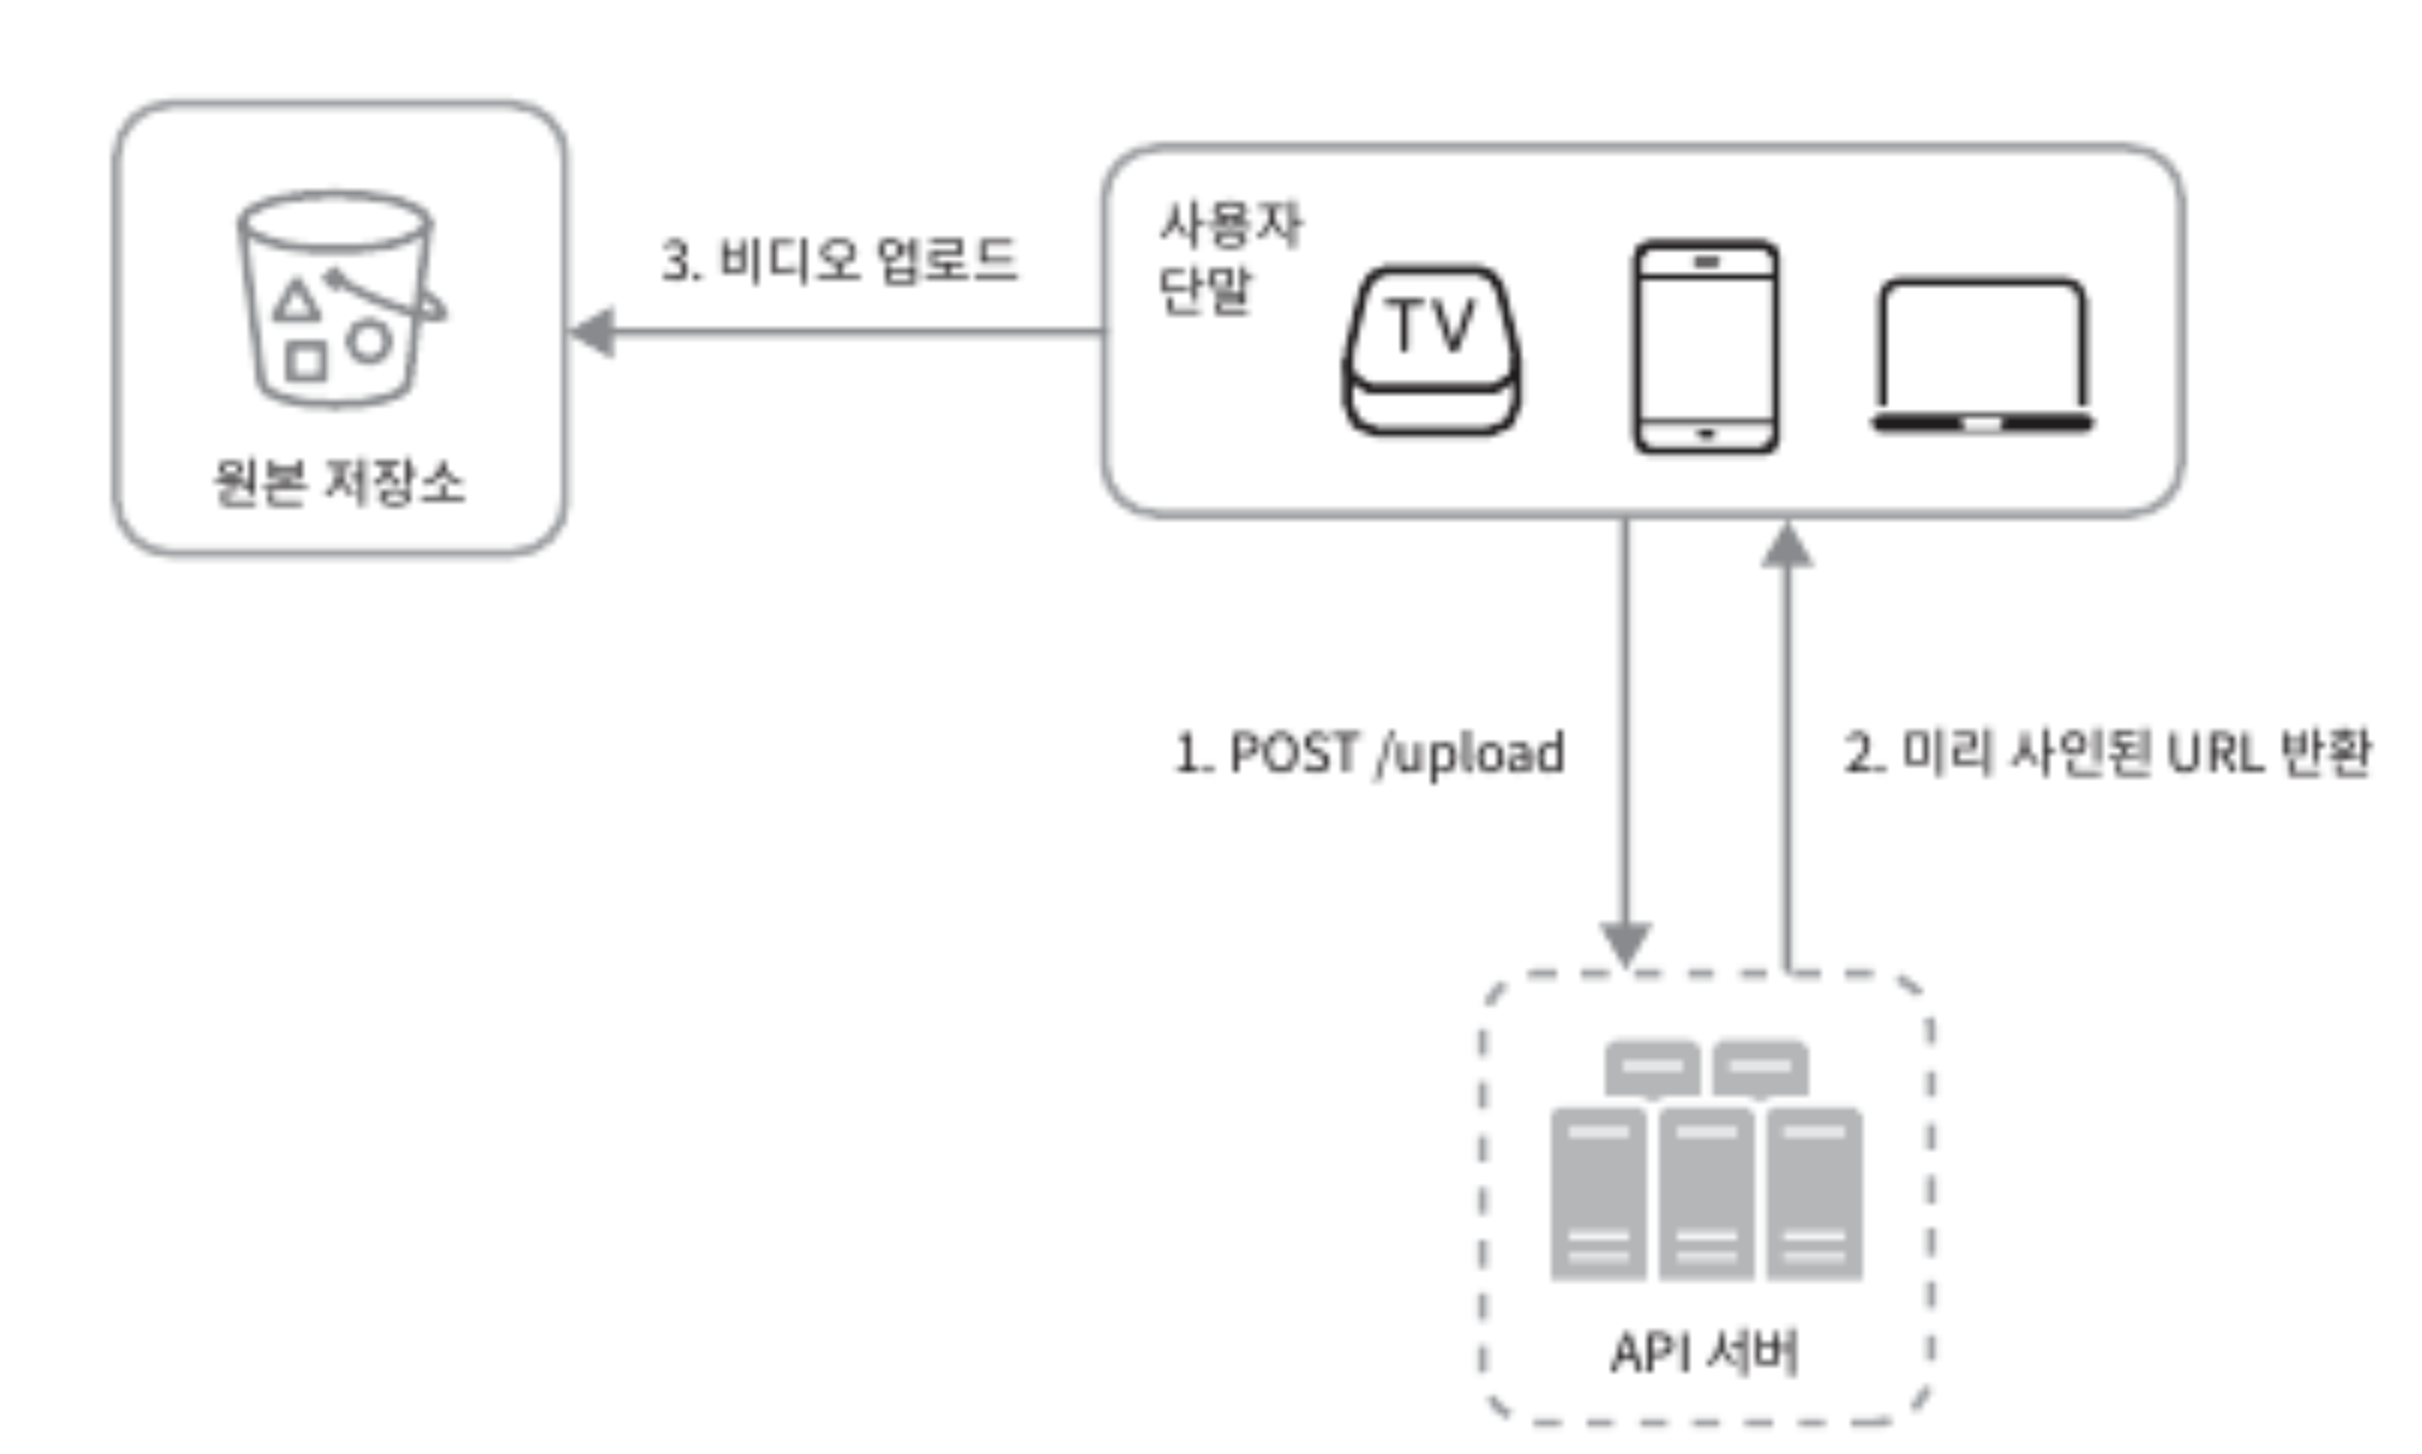 사용자
단말
TV
3. 비디오 업로드
원본 저장소
1. POST /upload
2. 미리 사인된 URL 반환
API 서버